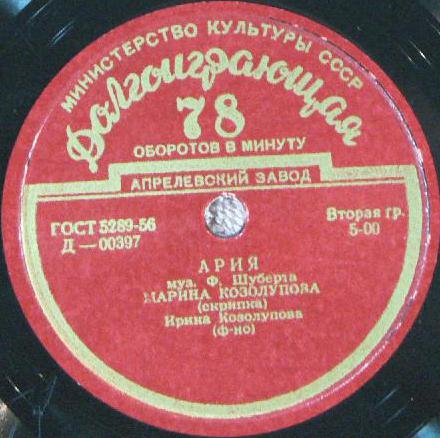 МИНИСТЕРСТВО КУЛЬТУРЫ СССР
Долгоиграющая
78
ОБОРОТОВ В МИНУТУ
АПРЕЛЕВСКИЙ ЗАВОД
ГОСТ 5289-56
Д—00397
Вторая гр.
5-00
АРИЯ
муз. Ф. Шуберта
МАРИНА КОЗОЛУПОВА
(скрипка)
Ирина Козолупова
(ф-но)